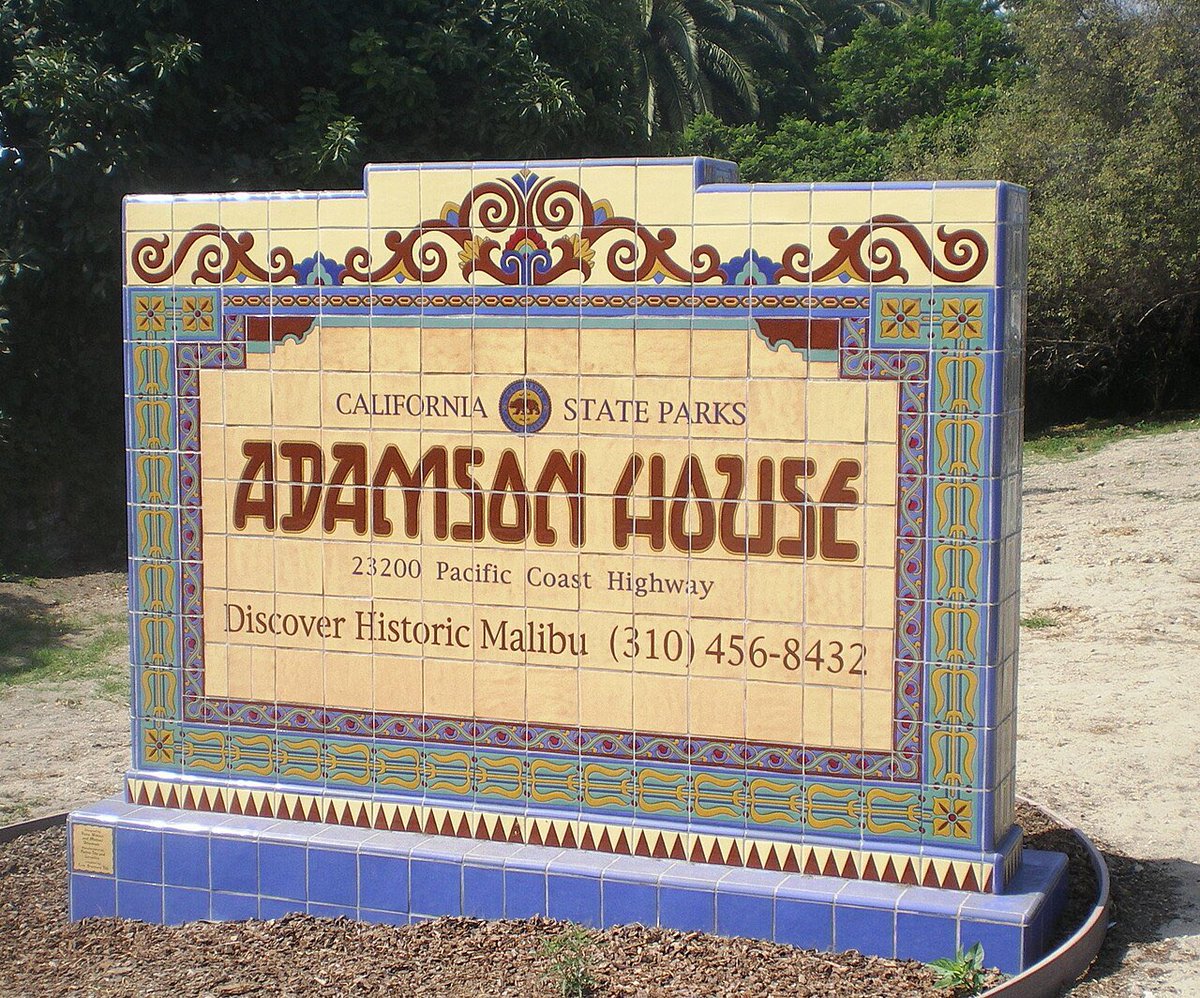 CALIFORNIA STATE PARKS
ADAMSON HOUSE
23200 Pacific Coast Highway
Discover Historic Malibu (310) 456-8432